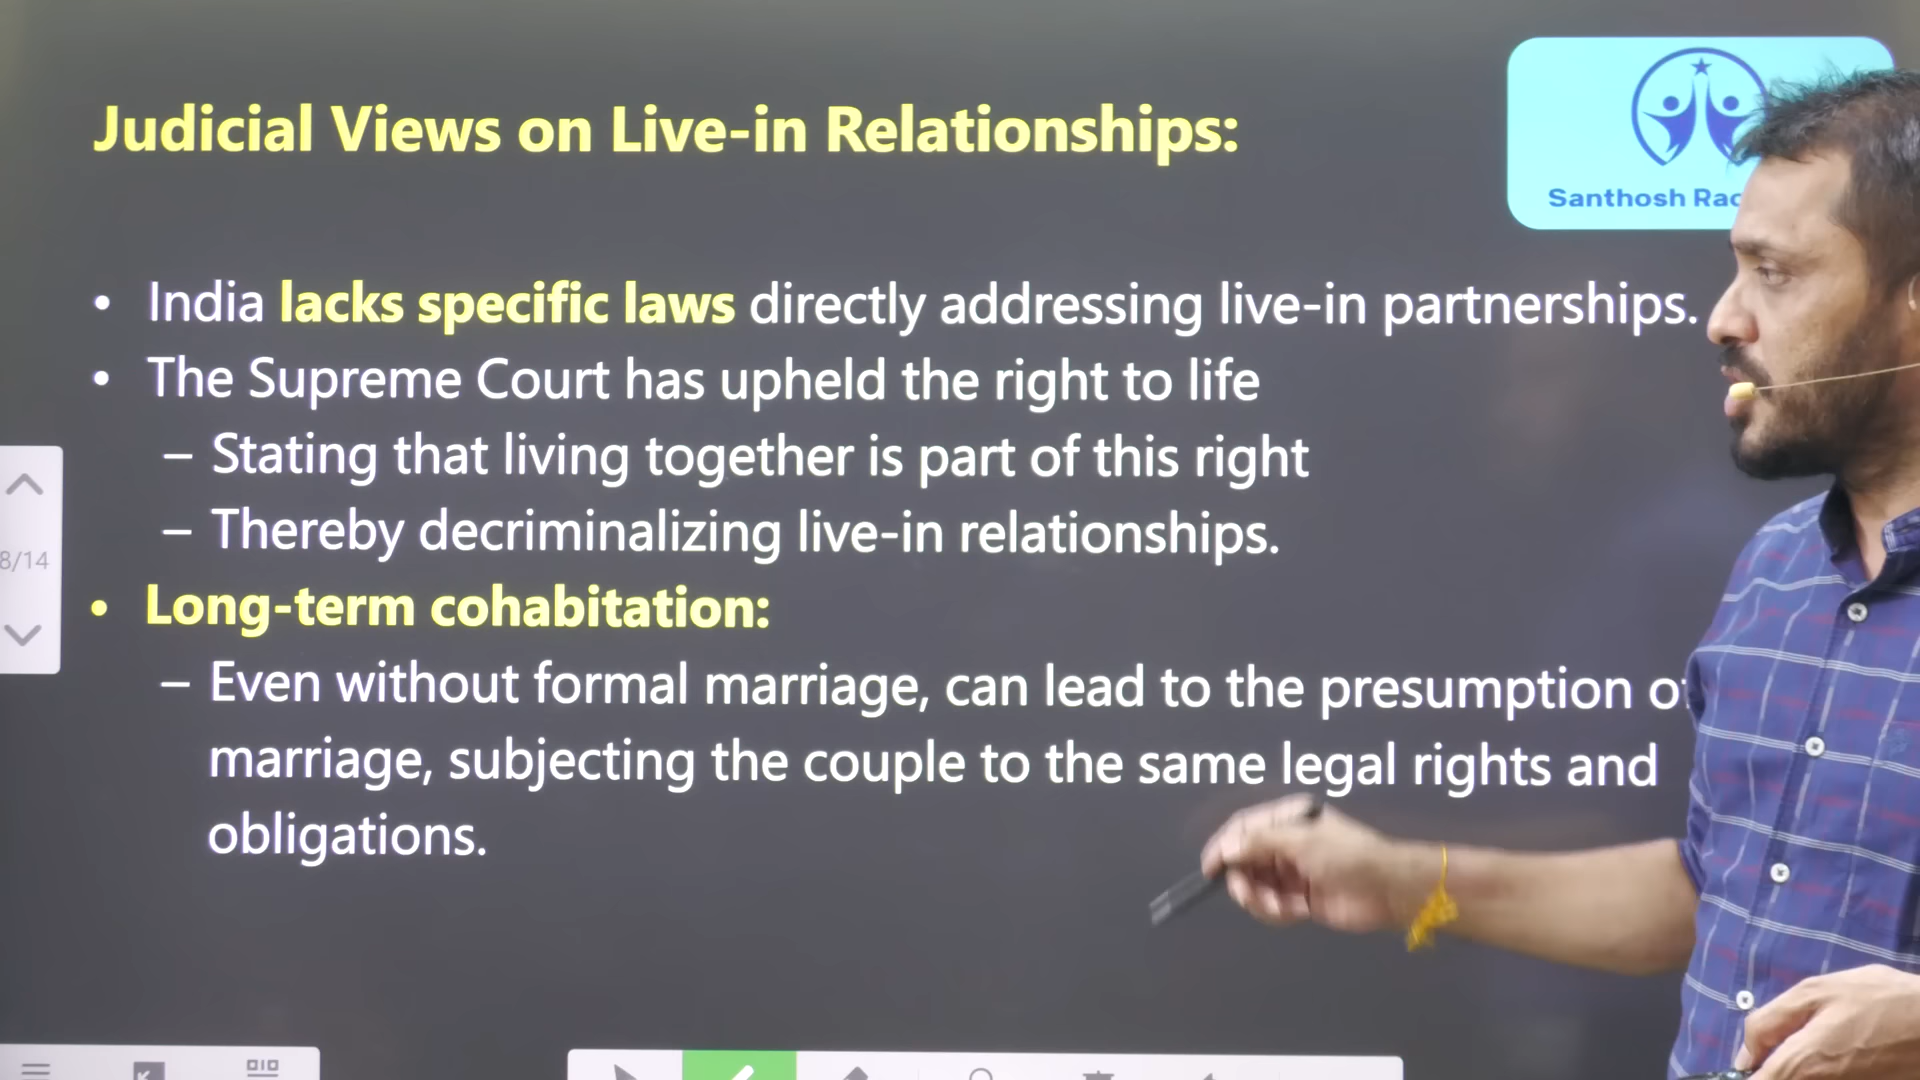 Judicial Views on Live-in Relationships:
Santhosh
• India lacks specific laws directly addressing live-in partnerships.
• The Supreme Court has upheld the right to life
– Stating that living together is part of this right
– Thereby decriminalizing live-in relationships.
8/14
• Long-term cohabitation:
– Even without formal marriage, can lead to the presumption of
marriage, subjecting the couple to the same legal rights and
obligations.